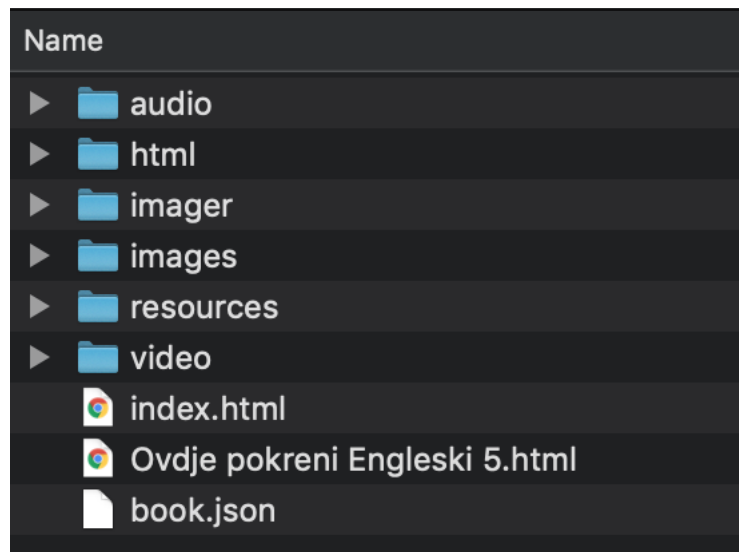 Name
audio
html
imager
images
resources
video
index.html
Ovdje pokreni Engleski 5.html
book.json